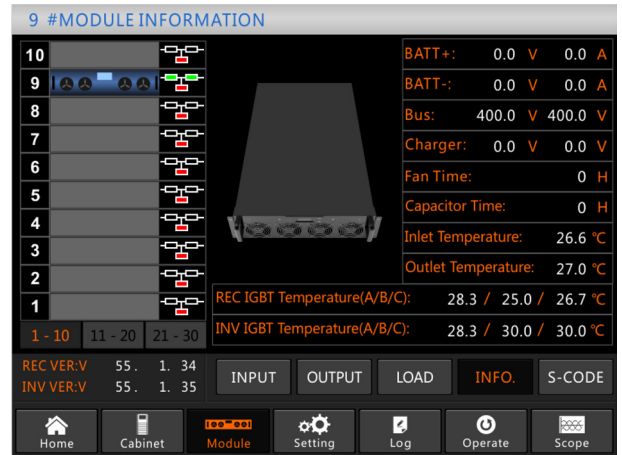 9 #MODULE INFORMATION
10
9
8
7
6
5
4
3
2
1
1 - 10 11 - 20 21 - 30
BATT+: 0.0 V 0.0 A
BATT-: 0.0 V 0.0 A
Bus: 400.0 V 400.0 V
Charger: 0.0 V 0.0 V
Fan Time: 0 H
Capacitor Time: 0 H
Inlet Temperature: 26.6 ℃
Outlet Temperature: 27.0 ℃
REC IGBT Temperature(A/B/C): 28.3 / 25.0 / 26.7 ℃
INV IGBT Temperature(A/B/C): 28.3 / 30.0 / 30.0 ℃
REC VER:V 55. 1. 34
INV VER:V 55. 1. 35
INPUT OUTPUT LOAD INFO. S-CODE
Home Cabinet Module Setting Log Operate Scope